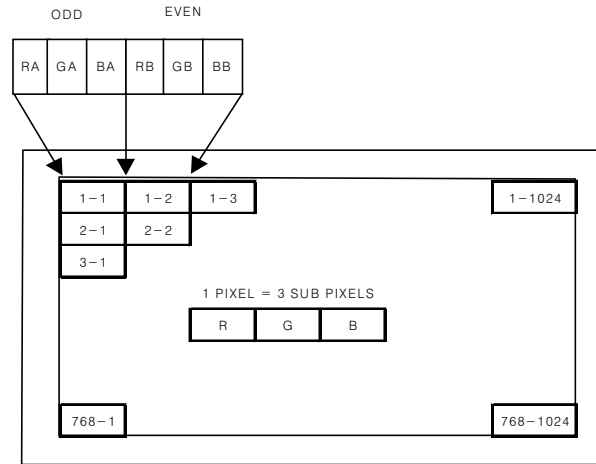 ODD EVEN
RA GA BA RB GB BB
1-1 1-2 1-3 1-1024
2-1 2-2
3-1
1 PIXEL = 3 SUB PIXELS
R G B
768-1 768-1024